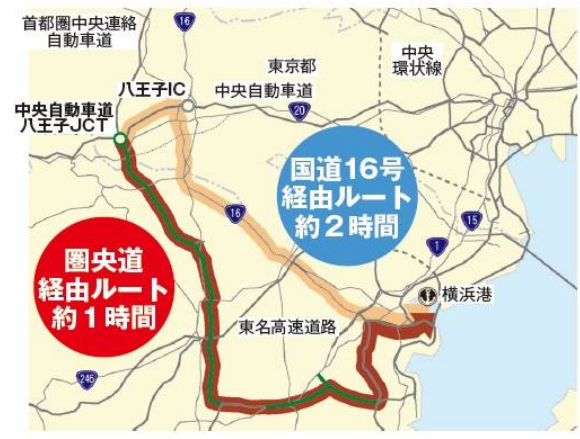 首都圏中央連絡
自動車道
16
中央
環状線
東京都
八王子IC
中央自動車道
20
中央自動車道
八王子JCT
国道16号
経由ルート
約2時間
16
15
1
圏央道
経由ルート
約1時間
横浜港
東名高速道路
246